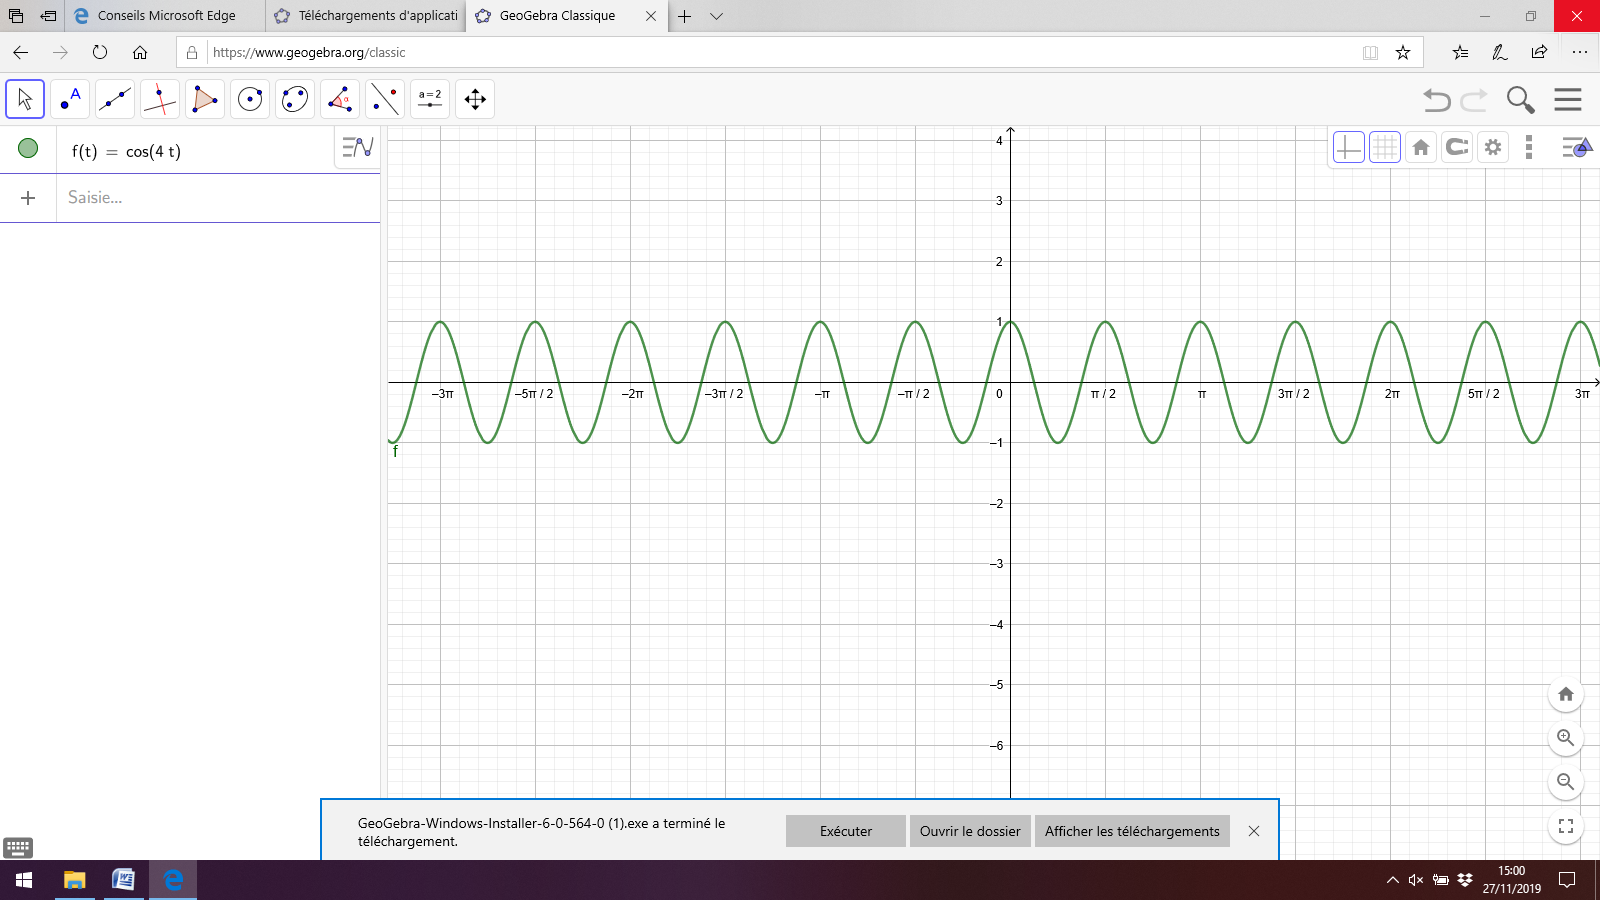 Conseils Microsoft Edge
Téléchargements d'applicati
GeoGebra Classique
https://www.geogebra.org/classic
A
α
a = 2
f(t) = cos(4 t)
Saisie...
4
3
2
1
–3π
–5π / 2
–2π
–3π / 2
–π
–π / 2
0
π / 2
π
3π / 2
2π
5π / 2
3π
–1
f
–2
–3
–4
–5
–6
GeoGebra-Windows-Installer-6-0-564-0 (1).exe a terminé le
téléchargement.
Exécuter
Ouvrir le dossier
Afficher les téléchargements
15:00
27/11/2019